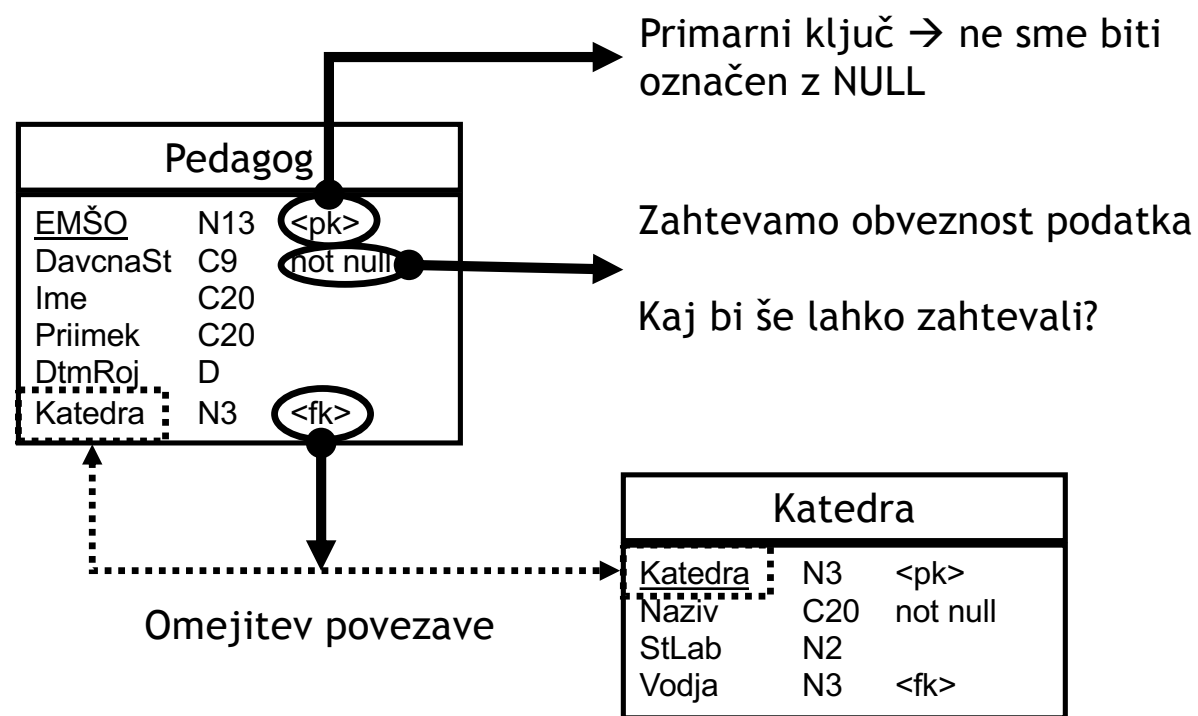 Primarni ključ → ne sme biti
označen z NULL
Pedagog
EMŠO N13 <pk>
DavcnaSt C9 not null
Ime C20
Priimek C20
DtmRoj D
Katedra N3 <fk>
Zahtevamo obveznost podatka
Kaj bi še lahko zahtevali?
Omejitev povezave
Katedra
Katedra N3 <pk>
Naziv C20 not null
StLab N2
Vodja N3 <fk>